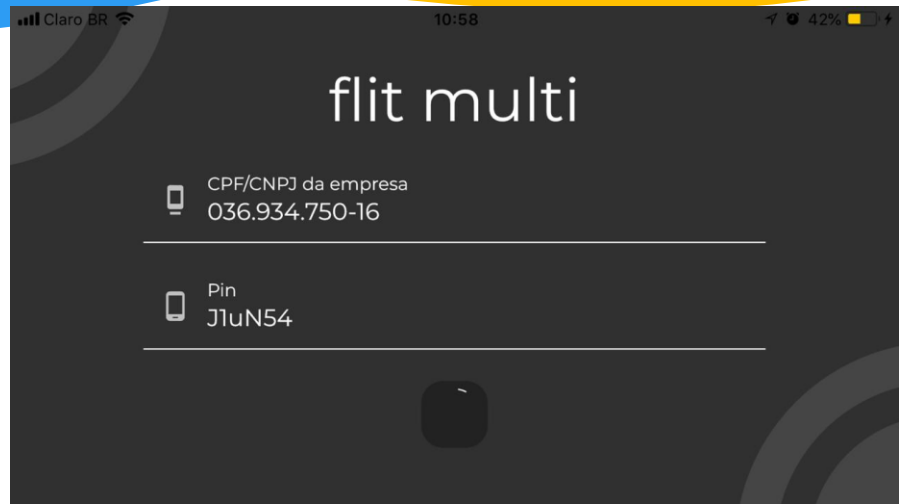 Claro BR 10:58 42%
flit multi
CPF/CNPJ da empresa
036.934.750-16
Pin
J1uN54